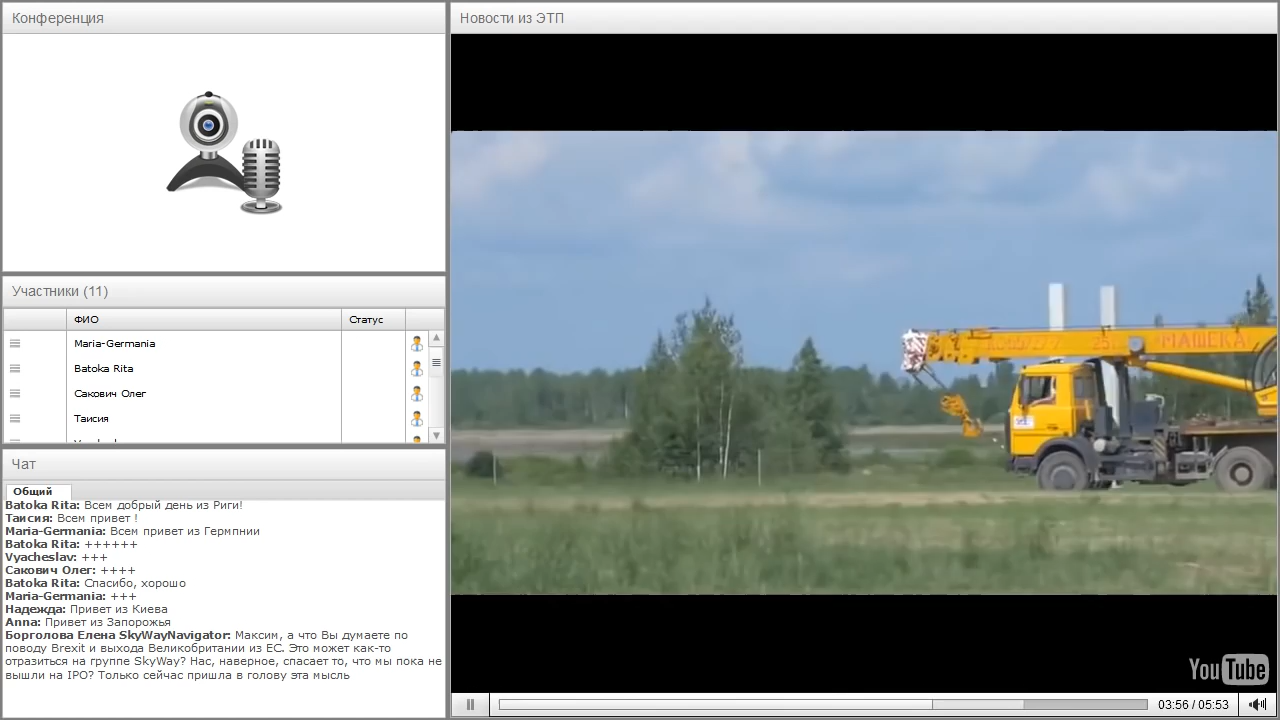 Конференция
Новости из ЭТП
Участники (11)
ФИО
Статус
Maria-Germania
Batoka Rita
Сакович Олег
Таисия
Чат
Общий
Batoka Rita: Всем добрый день из Риги!
Таисия: Всем привет !
Maria-Germania: Всем привет из Гермпнии
Batoka Rita: ++++++
Vyacheslav: +++
Сакович Олег: ++++
Batoka Rita: Спасибо, хорошо
Maria-Germania: +++
Надежда: Привет из Киева
Anna: Привет из Запорожья
Борголова Елена SkyWayNavigator: Максим, а что Вы думаете по
поводу Brexit и выхода Великобритании из ЕС. Это может как-то
отразиться на группе SkyWay? Нас, наверное, спасает то, что мы пока не
вышли на IPO? Только сейчас пришла в голову эта мысль
МАШЕКА
YouTube
03:56 / 05:53